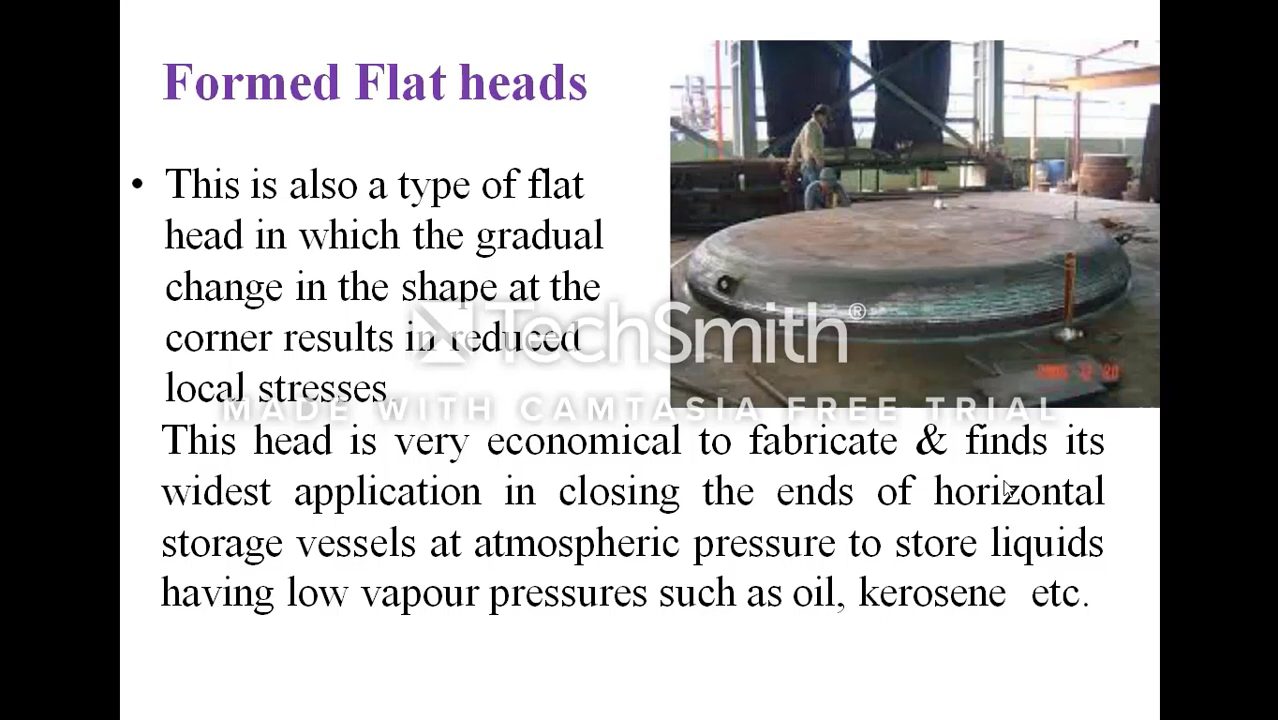 Formed Flat heads
• This is also a type of flat
head in which the gradual
change in the shape at the
corner results in reduced
local stresses.
TechSmith®
MADE WITH CAMTASIA FREE TRIAL
This head is very economical to fabricate & finds its
widest application in closing the ends of horizontal
storage vessels at atmospheric pressure to store liquids
having low vapour pressures such as oil, kerosene etc.